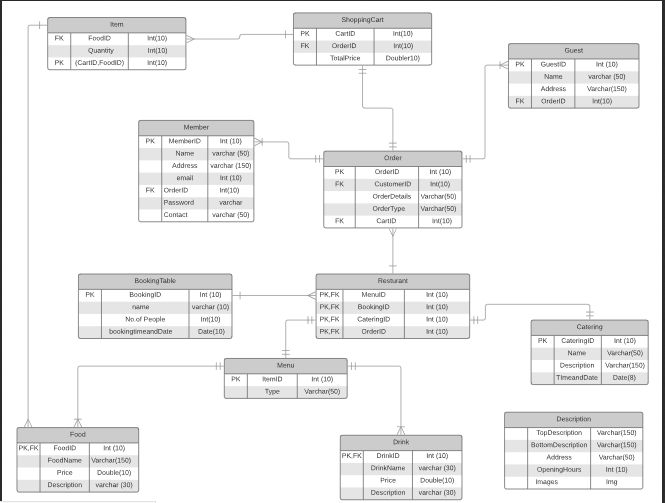 Item
FK FoodID Int(10)
Quantity Int(10)
PK (CartID,FoodID) Int(10)
ShoppingCart
PK CartID Int(10)
FK OrderID Int(10)
TotalPrice Doubler10)
Guest
PK GuestID Int (10)
Name varchar (50)
Address Varchar(150)
FK OrderID Int(10)
Member
PK MemberID Int (10)
Name varchar (50)
Address varchar (150)
email Int (10)
FK OrderID Int(10)
Password varchar
Contact varchar (50)
Order
PK OrderID Int (10)
FK CustomerID Int(10)
OrderDetails Varchar(50)
OrderType Varchar(50)
FK CartID Int(10)
BookingTable
PK BookingID Int (10)
name varchar (10)
No.of People Int(10)
bookingtimeandDate Date(10)
Resturant
PK,FK MenuID Int (10)
PK,FK BookingID Int (10)
PK,FK CateringID Int (10)
PK,FK OrderID Int (10)
Catering
PK CateringID Int (10)
Name Varchar(50)
Description Varchar(150)
TImeandDate Date(8)
Menu
PK ItemID Int (10)
Type Varchar(50)
Food
PK,FK FoodID Int (10)
FoodName Varchar(150)
Price Double(10)
Description varchar (30)
Drink
PK,FK DrinkID Int (10)
DrinkName varchar (30)
Price Double(10)
Description varchar (30)
Description
TopDescription Varchar(150)
BottomDescription Varchar(150)
Address Varchar(50)
OpeningHours Int (10)
Images Img